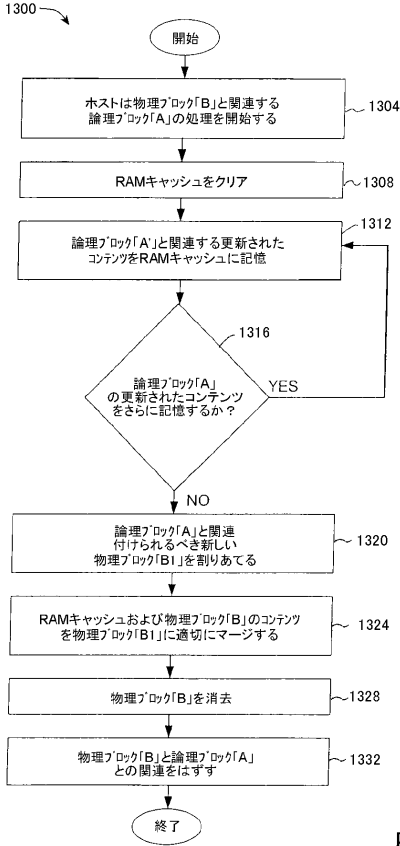 1300
開始
ホストは物理ブロック「B」と関連する
論理ブロック「A」の処理を開始する
1304
RAMキャッシュをクリア
1308
1312
論理ブロック「A'」と関連する更新された
コンテンツをRAMキャッシュに記憶
1316
論理ブロック「A」
の更新されたコンテンツ
をさらに記憶するか？
YES
NO
論理ブロック「A」と関連
付けられるべき新しい
物理ブロック「B1」を割りあてる
1320
RAMキャッシュおよび物理ブロック「B」のコンテンツ
を物理ブロック「B1」に適切にマージする
1324
物理ブロック「B」を消去
1328
物理ブロック「B」と論理ブロック「A」
との関連をはずす
1332
終了